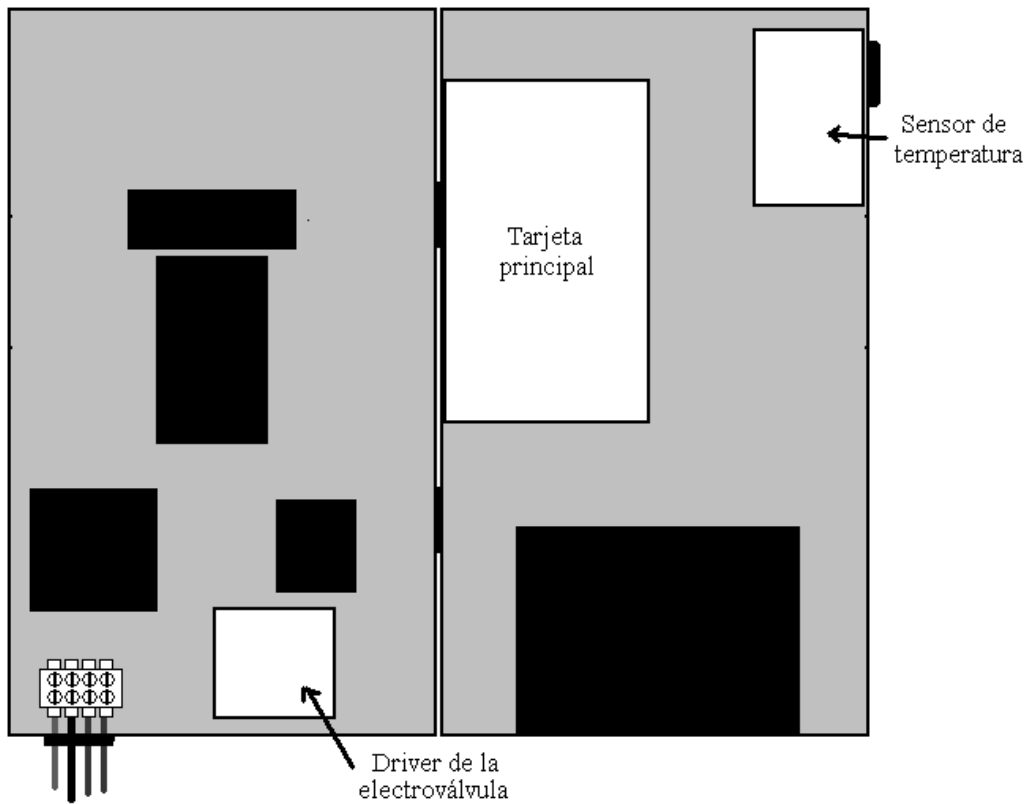 Sensor de
temperatura
Tarjeta
principal
Driver de la
electroválvula